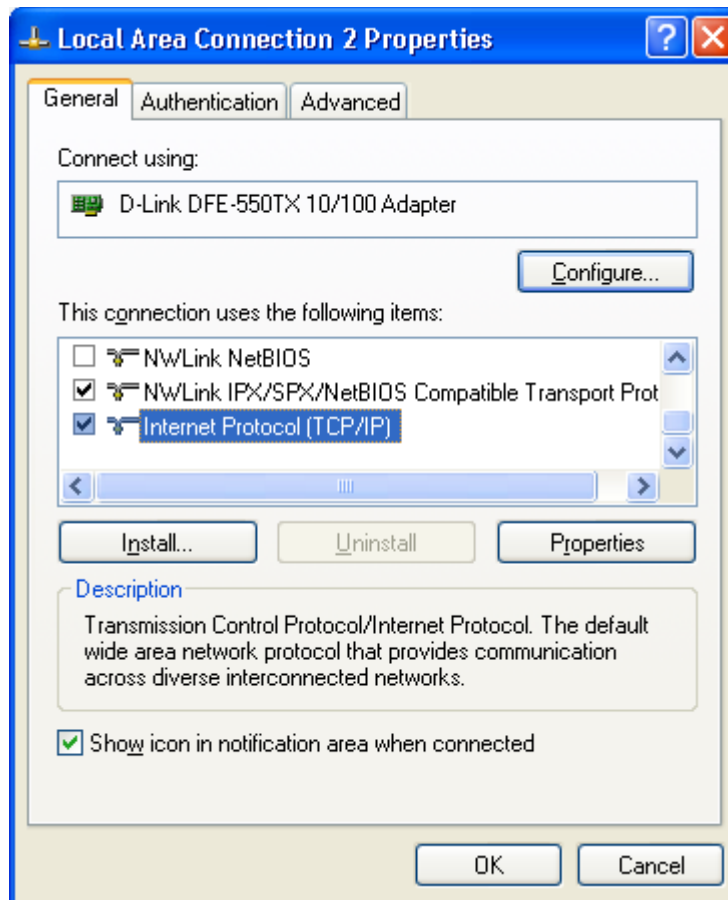 Local Area Connection 2 Properties
General Authentication Advanced
Connect using:
D-Link DFE-550TX 10/100 Adapter
Configure...
This connection uses the following items:
NWLink NetBIOS
NWLink IPX/SPX/NetBIOS Compatible Transport Prot
Internet Protocol (TCP/IP)
Install... Uninstall Properties
Description
Transmission Control Protocol/Internet Protocol. The default
wide area network protocol that provides communication
across diverse interconnected networks.
Show icon in notification area when connected
OK Cancel